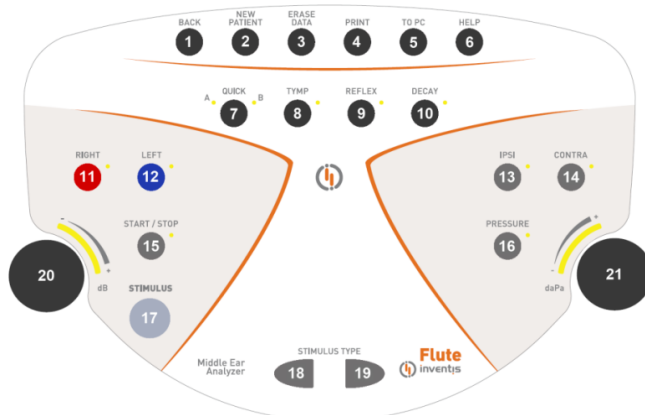 BACK
NEW PATIENT
ERASE DATA
PRINT
TO PC
HELP
1 2 3 4 5 6
A QUICK B
TYMP
REFLEX
DECAY
7 8 9 10
RIGHT LEFT
11 12
IPSI CONTRA
13 14
START / STOP
15
PRESSURE
16
- +
20
dB
+ -
21
daPa
STIMULUS
17
Middle Ear
Analyzer
STIMULUS TYPE
18 19
Flute
inventis